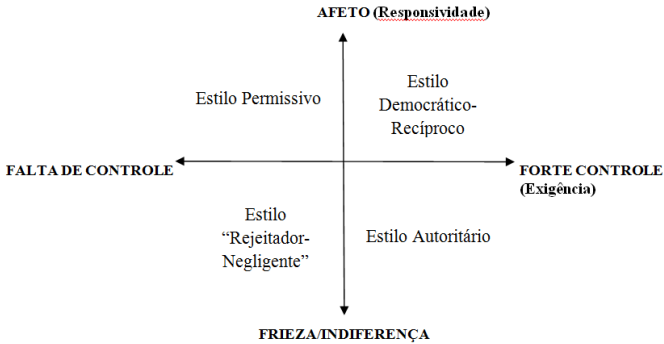 AFETO (Responsividade)
Estilo Permissivo
Estilo
Democrático-
Recíproco
FALTA DE CONTROLE
FORTE CONTROLE
(Exigência)
Estilo
“Rejeitador-
Negligente”
Estilo Autoritário
FRIEZA/INDIFERENÇA